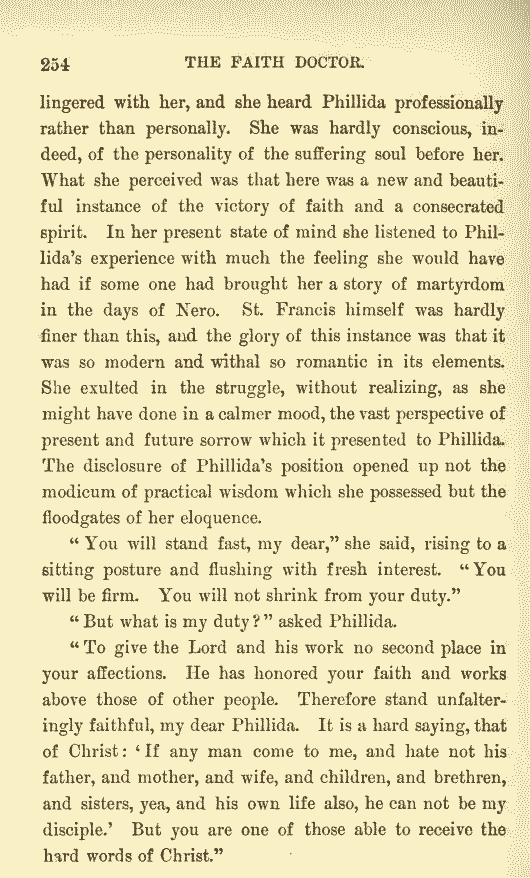 254
THE FAITH DOCTOR.
lingered with her, and she heard Phillida professionally
rather than personally. She was hardly conscious, in-
deed, of the personality of the suffering soul before her.
What she perceived was that here was a new and beauti-
ful instance of the victory of faith and a consecrated
spirit. In her present state of mind she listened to Phil-
lida's experience with much the feeling she would have
had if some one had brought her a story of martyrdom
in the days of Nero. St. Francis himself was hardly
finer than this, and the glory of this instance was that it
was so modern and withal so romantic in its elements.
She exulted in the struggle, without realizing, as she
might have done in a calmer mood, the vast perspective of
present and future sorrow which it presented to Phillida.
The disclosure of Phillida's position opened up not the
modicum of practical wisdom which she possessed but the
floodgates of her eloquence.
"You will stand fast, my dear," she said, rising to a
sitting posture and flushing with fresh interest. "You
will be firm. You will not shrink from your duty."
"But what is my duty?" asked Phillida.
"To give the Lord and his work no second place in
your affections. He has honored your faith and works
above those of other people. Therefore stand unfalter-
ingly faithful, my dear Phillida. It is a hard saying, that
of Christ: 'If any man come to me, and hate not his
father, and mother, and wife, and children, and brethren,
and sisters, yea, and his own life also, he can not be my
disciple.' But you are one of those able to receive the
hard words of Christ."